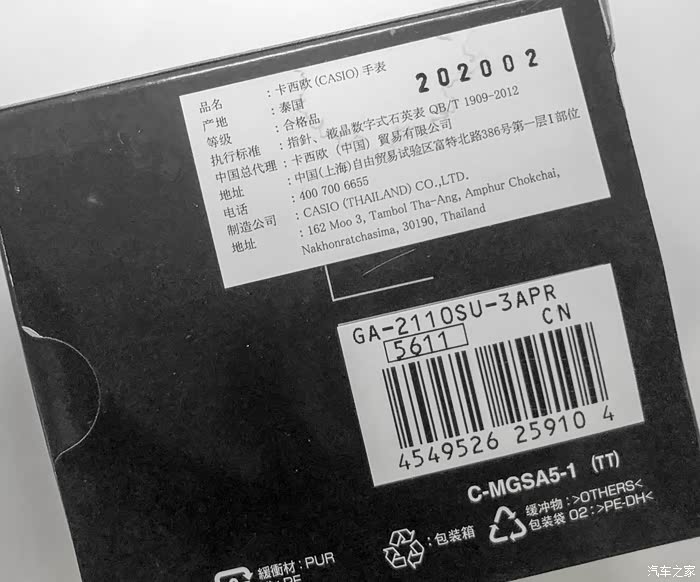 品名 : 卡西欧(CASIO)手表
202002
产地 : 泰国
等级 : 合格品
执行标准 : 指針、液晶数字式石英表 QB/T 1909-2012
中国总代理 : 卡西欧(中国)貿易有限公司
地址 : 中国(上海)自由贸易试验区富特北路386号第一层1部位
电话 : 400 700 6655
制造公司 : CASIO (THAILAND) CO.,LTD.
地址 : 162 Moo 3, Tambol Tha-Ang, Amphur Chokchai,
Nakhonratchasima, 30190, Thailand
GA-2110SU-3APR
5611 CN
4549526 25910 4
C-MGSA5-1 (TT)
緩衝材: PUR
:包装箱
缓冲物:>OTHERS<
包装袋 02:>PE-DH<
汽车之家